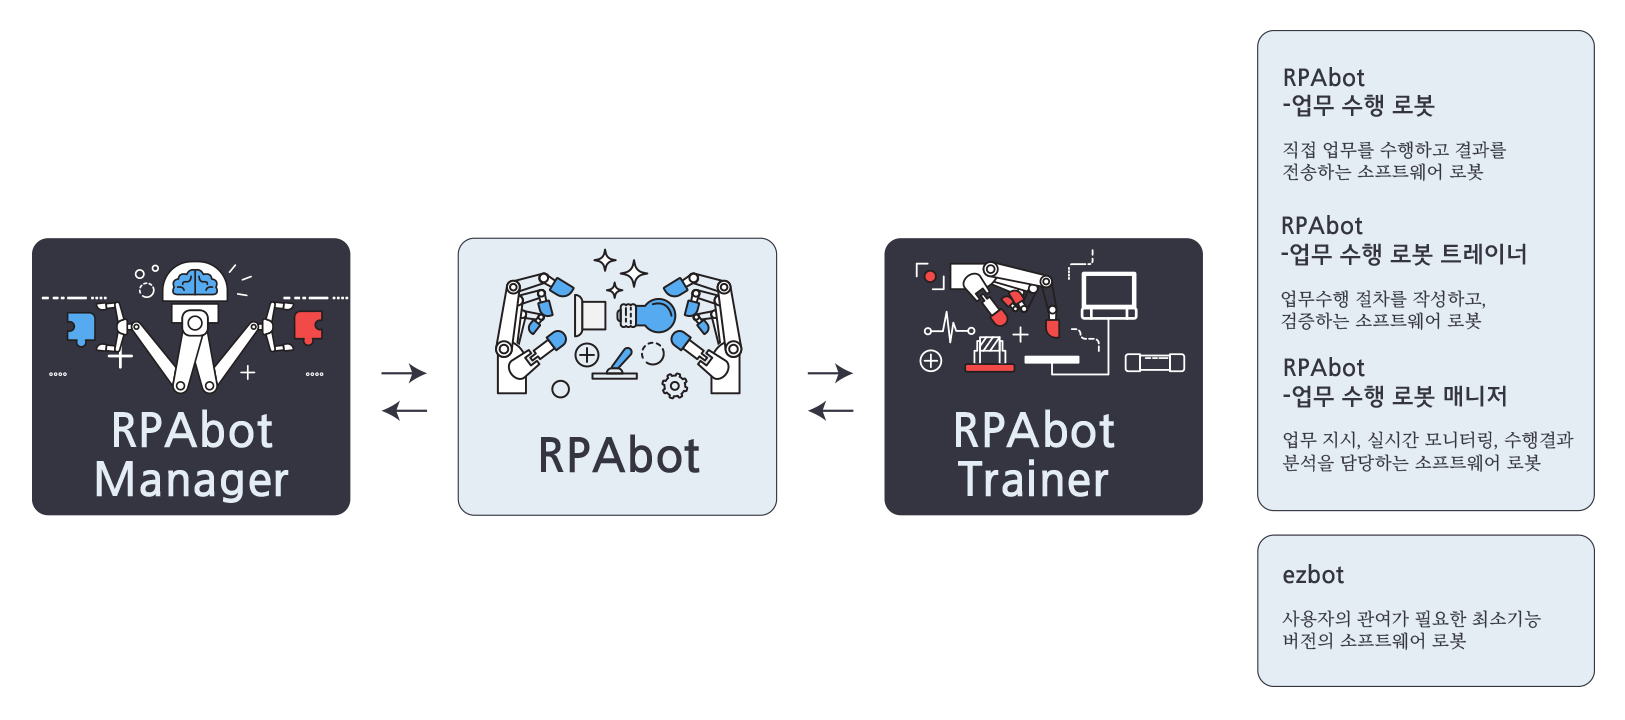 RPAbot
Manager
RPAbot
RPAbot
Trainer
RPAbot
-업무 수행 로봇
직접 업무를 수행하고 결과를
전송하는 소프트웨어 로봇
RPAbot
-업무 수행 로봇 트레이너
업무수행 절차를 작성하고,
검증하는 소프트웨어 로봇
RPAbot
-업무 수행 로봇 매니저
업무 지시, 실시간 모니터링, 수행결과
분석을 담당하는 소프트웨어 로봇
ezbot
사용자의 관여가 필요한 최소기능
버전의 소프트웨어 로봇